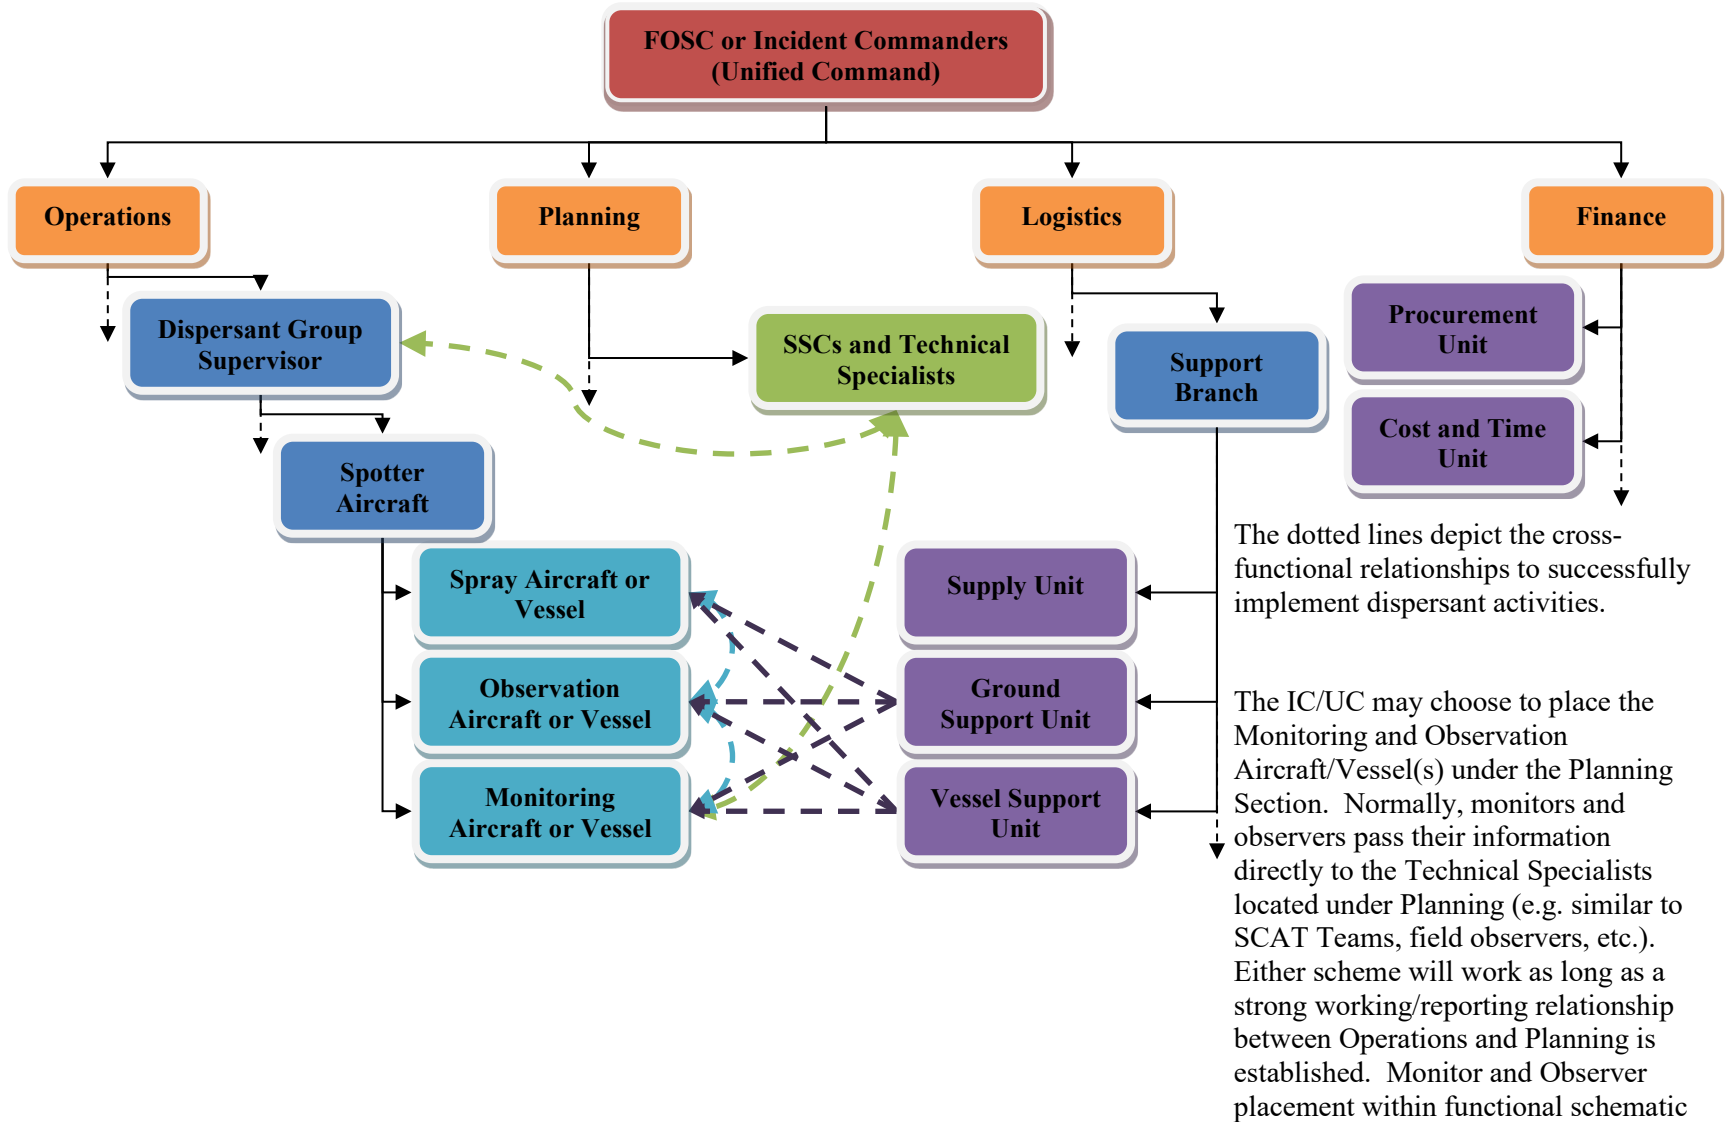 FOSC or Incident Commanders
(Unified Command)
Operations
Planning
Logistics
Finance
Dispersant Group
Supervisor
SSCs and Technical
Specialists
Support
Branch
Procurement
Unit
Cost and Time
Unit
Spotter
Aircraft
Spray Aircraft or
Vessel
Observation
Aircraft or Vessel
Monitoring
Aircraft or Vessel
Supply Unit
Ground
Support Unit
Vessel Support
Unit
The dotted lines depict the cross-
functional relationships to successfully
implement dispersant activities.
The IC/UC may choose to place the
Monitoring and Observation
Aircraft/Vessel(s) under the Planning
Section.  Normally, monitors and
observers pass their information
directly to the Technical Specialists
located under Planning (e.g. similar to
SCAT Teams, field observers, etc.).
Either scheme will work as long as a
strong working/reporting relationship
between Operations and Planning is
established.  Monitor and Observer
placement within functional schematic